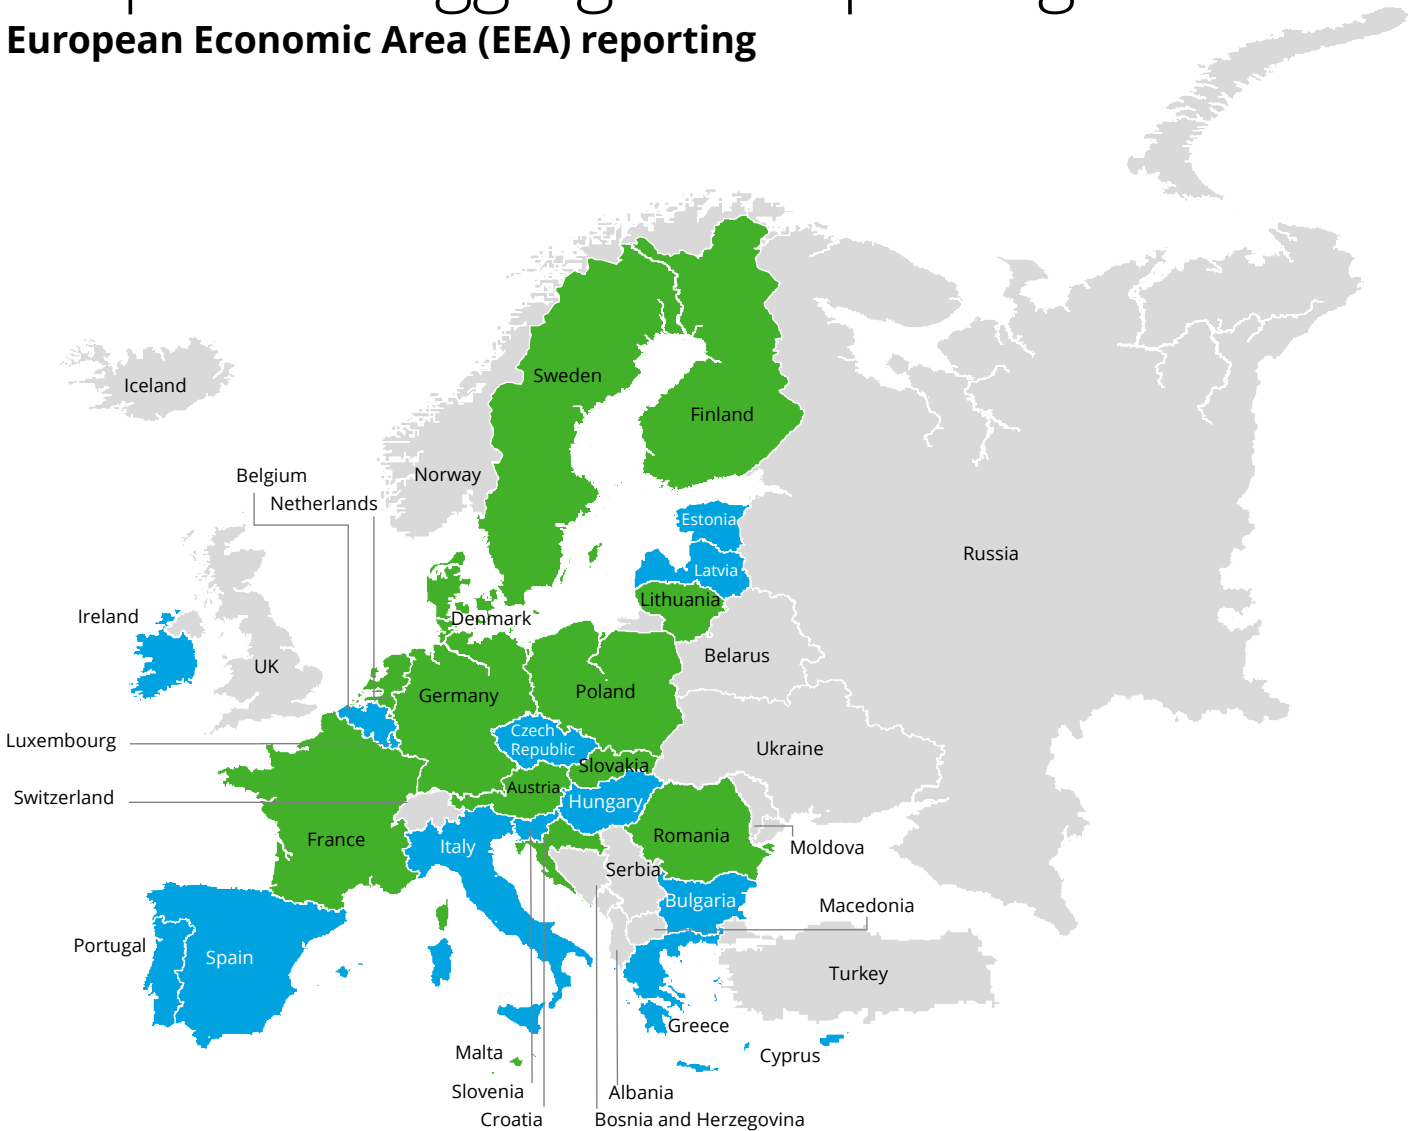 European Economic Area (EEA) reporting
Iceland
Sweden
Finland
Norway
Belgium
Netherlands
Estonia
Russia
Latvia
Lithuania
Ireland
Denmark
Belarus
UK
Germany
Poland
Luxembourg
Czech
Republic
Ukraine
Slovakia
Austria
Switzerland
Hungary
France
Italy
Romania
Moldova
Serbia
Bulgaria
Macedonia
Portugal
Spain
Turkey
Greece
Malta
Cyprus
Slovenia
Albania
Croatia
Bosnia and Herzegovina